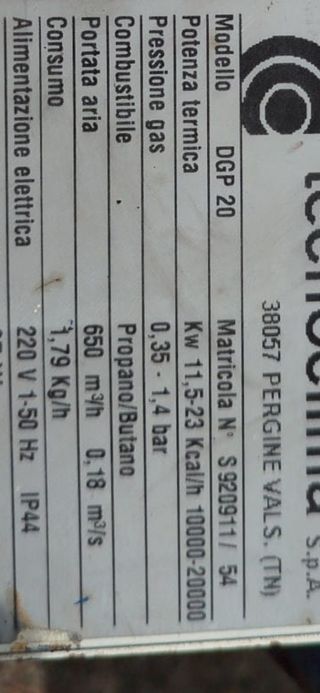 S.p.A.
38057 PERGINE VALS. (TN)
Modello DGP 20 Matricola N° S 920911 / 54
Potenza termica Kw 11,5-23 Kcal/h 10000-20000
Pressione gas 0,35 - 1,4 bar
Combustibile Propano/Butano
Portata aria 650 m³/h 0,18 m³/s
Consumo 1,79 Kg/h
Alimentazione elettrica 220 V 1-50 Hz IP44